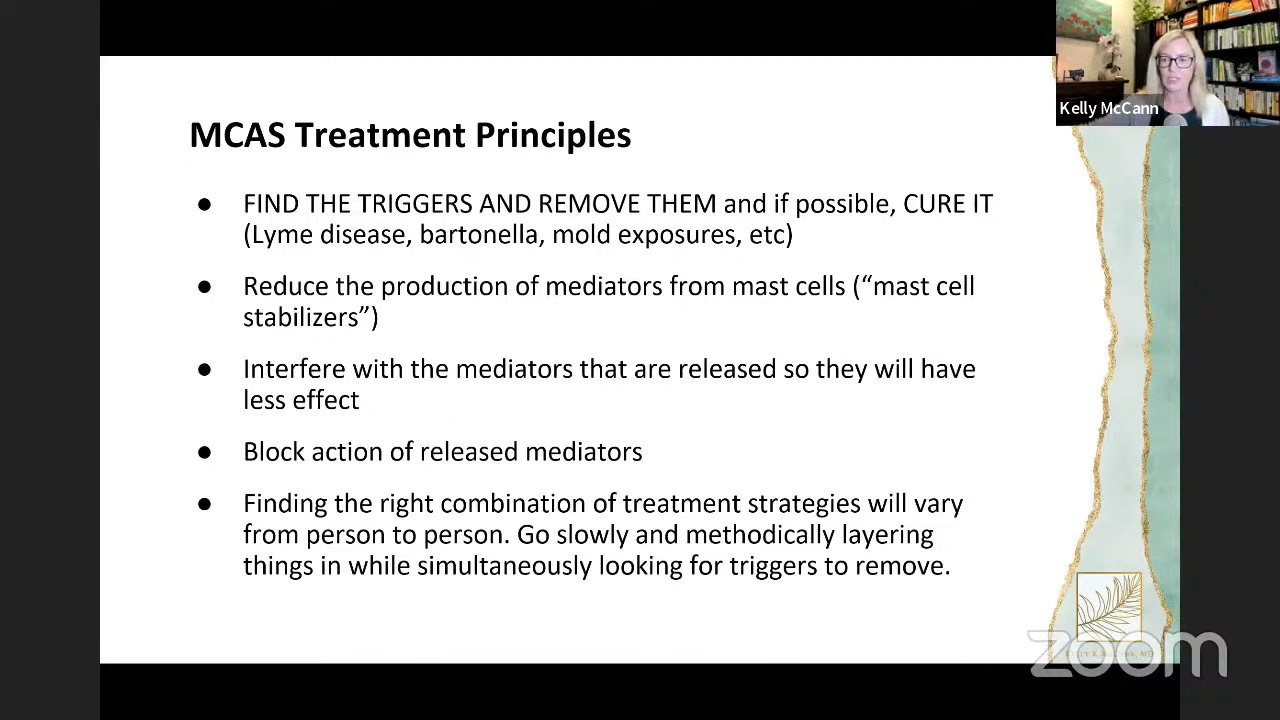 Kelly McCann
MCAS Treatment Principles
● FIND THE TRIGGERS AND REMOVE THEM and if possible, CURE IT
(Lyme disease, bartonella, mold exposures, etc)
● Reduce the production of mediators from mast cells (“mast cell
stabilizers”)
● Interfere with the mediators that are released so they will have
less effect
● Block action of released mediators
● Finding the right combination of treatment strategies will vary
from person to person. Go slowly and methodically layering
things in while simultaneously looking for triggers to remove.
zoom